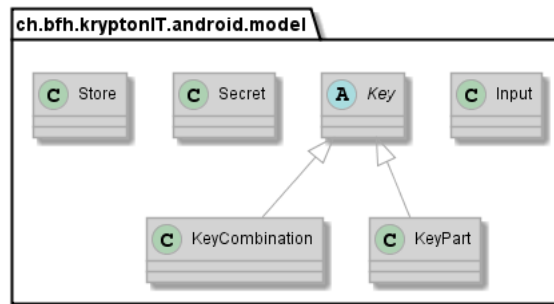 ch.bfh.kryptonIT.android.model
C Store C Secret A Key C Input
C KeyCombination C KeyPart